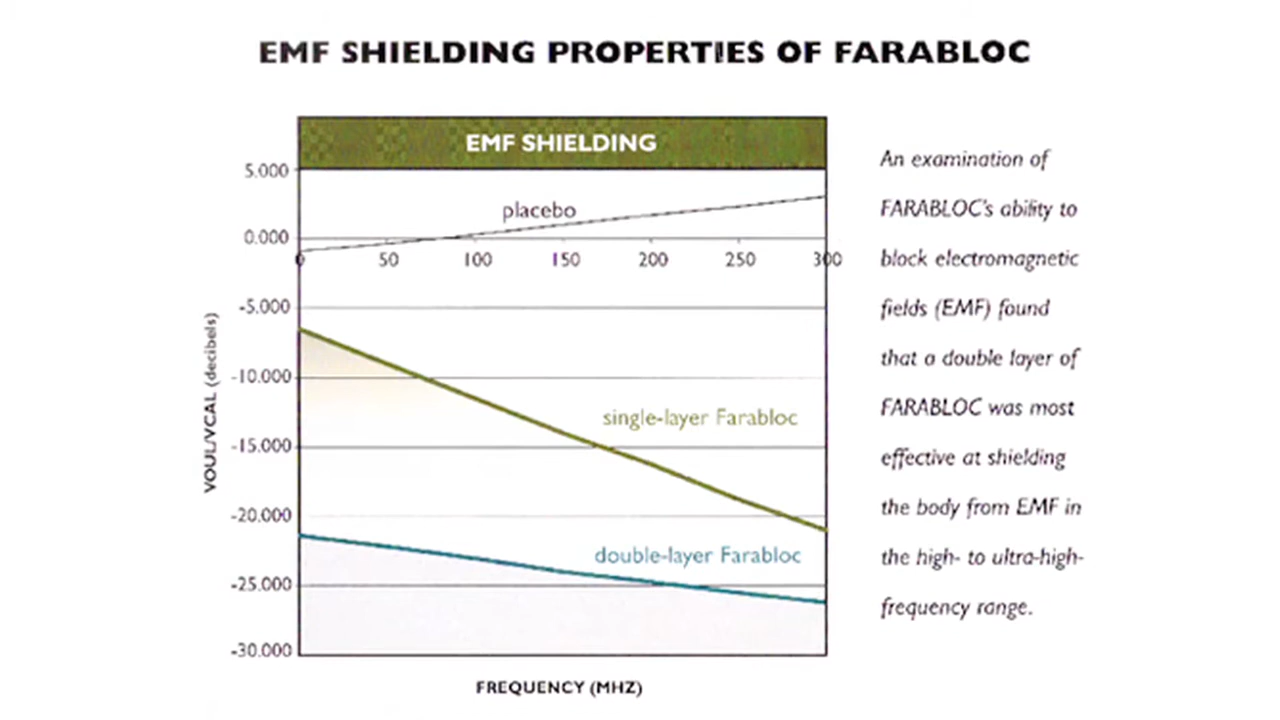 EMF SHIELDING PROPERTIES OF FARABLOC
EMF SHIELDING
5.000
placebo
0.000
0 50 100 150 200 250 300
-5.000
-10.000
single-layer Farabloc
-15.000
-20.000
double-layer Farabloc
-25.000
-30.000
VOUL/VCAL (decibels)
FREQUENCY (MHZ)
An examination of
FARABLOC's ability to
block electromagnetic
fields (EMF) found
that a double layer of
FARABLOC was most
effective at shielding
the body from EMF in
the high- to ultra-high-
frequency range.